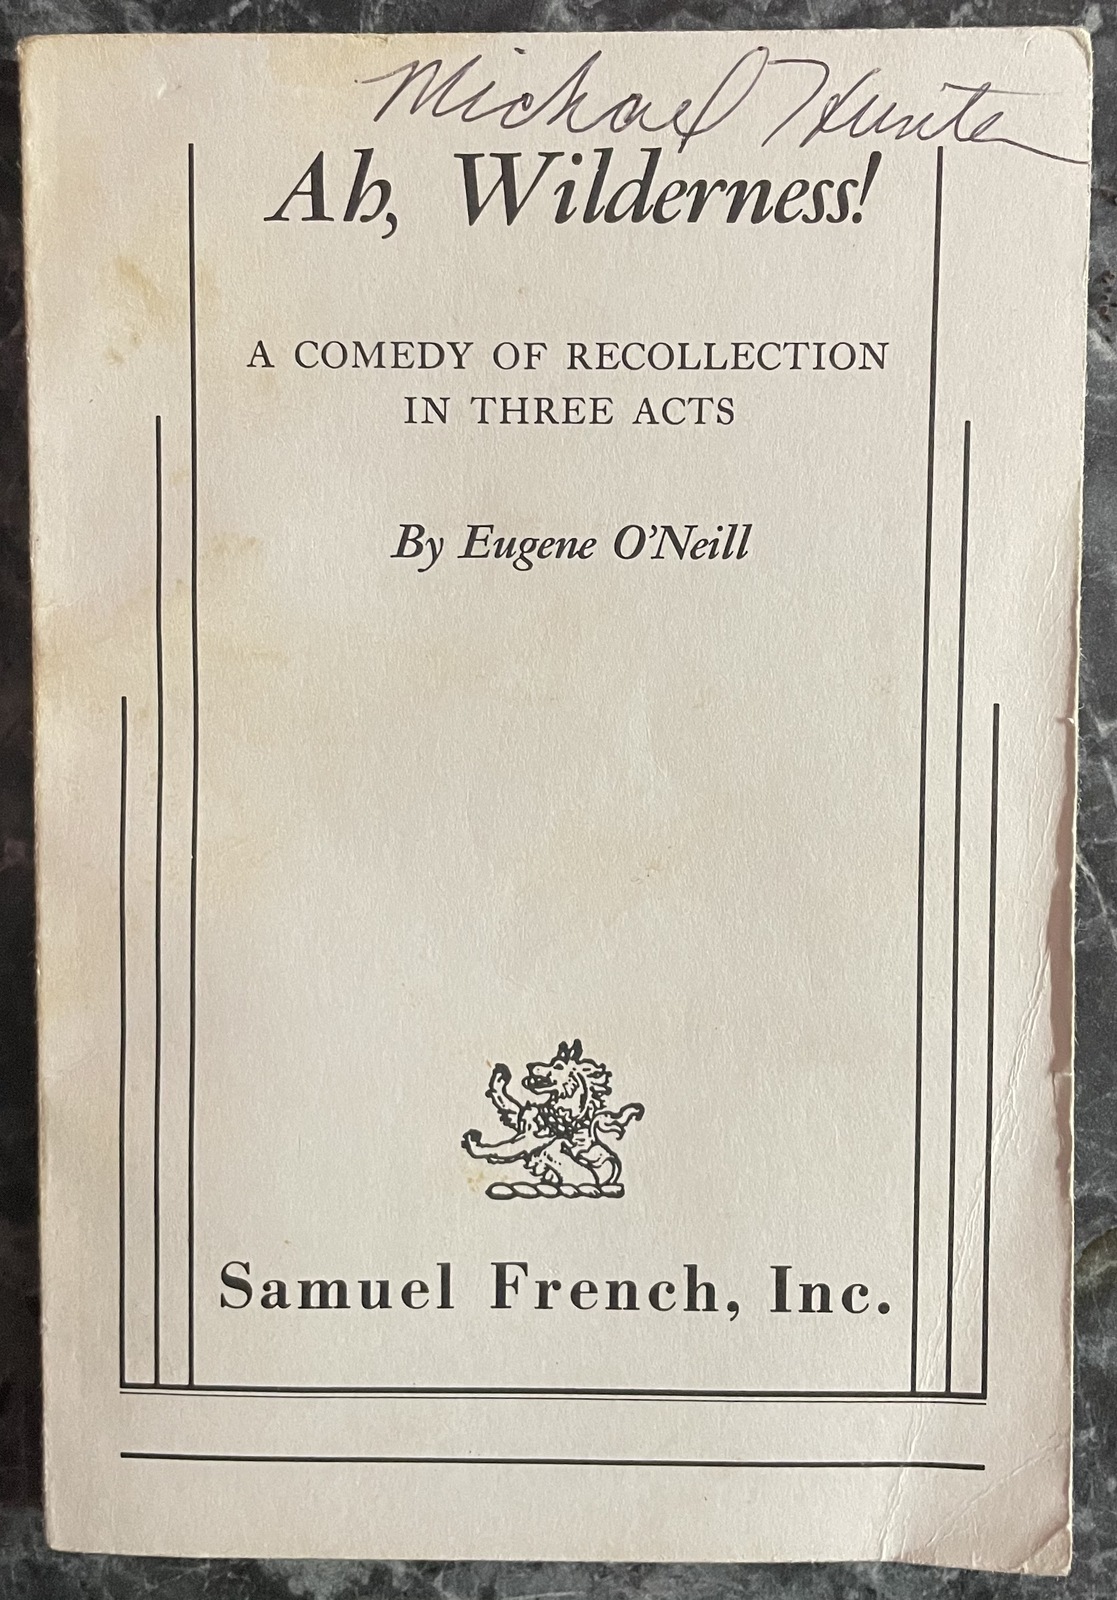 Michael Hunter
Ah, Wilderness!
A COMEDY OF RECOLLECTION
IN THREE ACTS
By Eugene O'Neill
Samuel French, Inc.